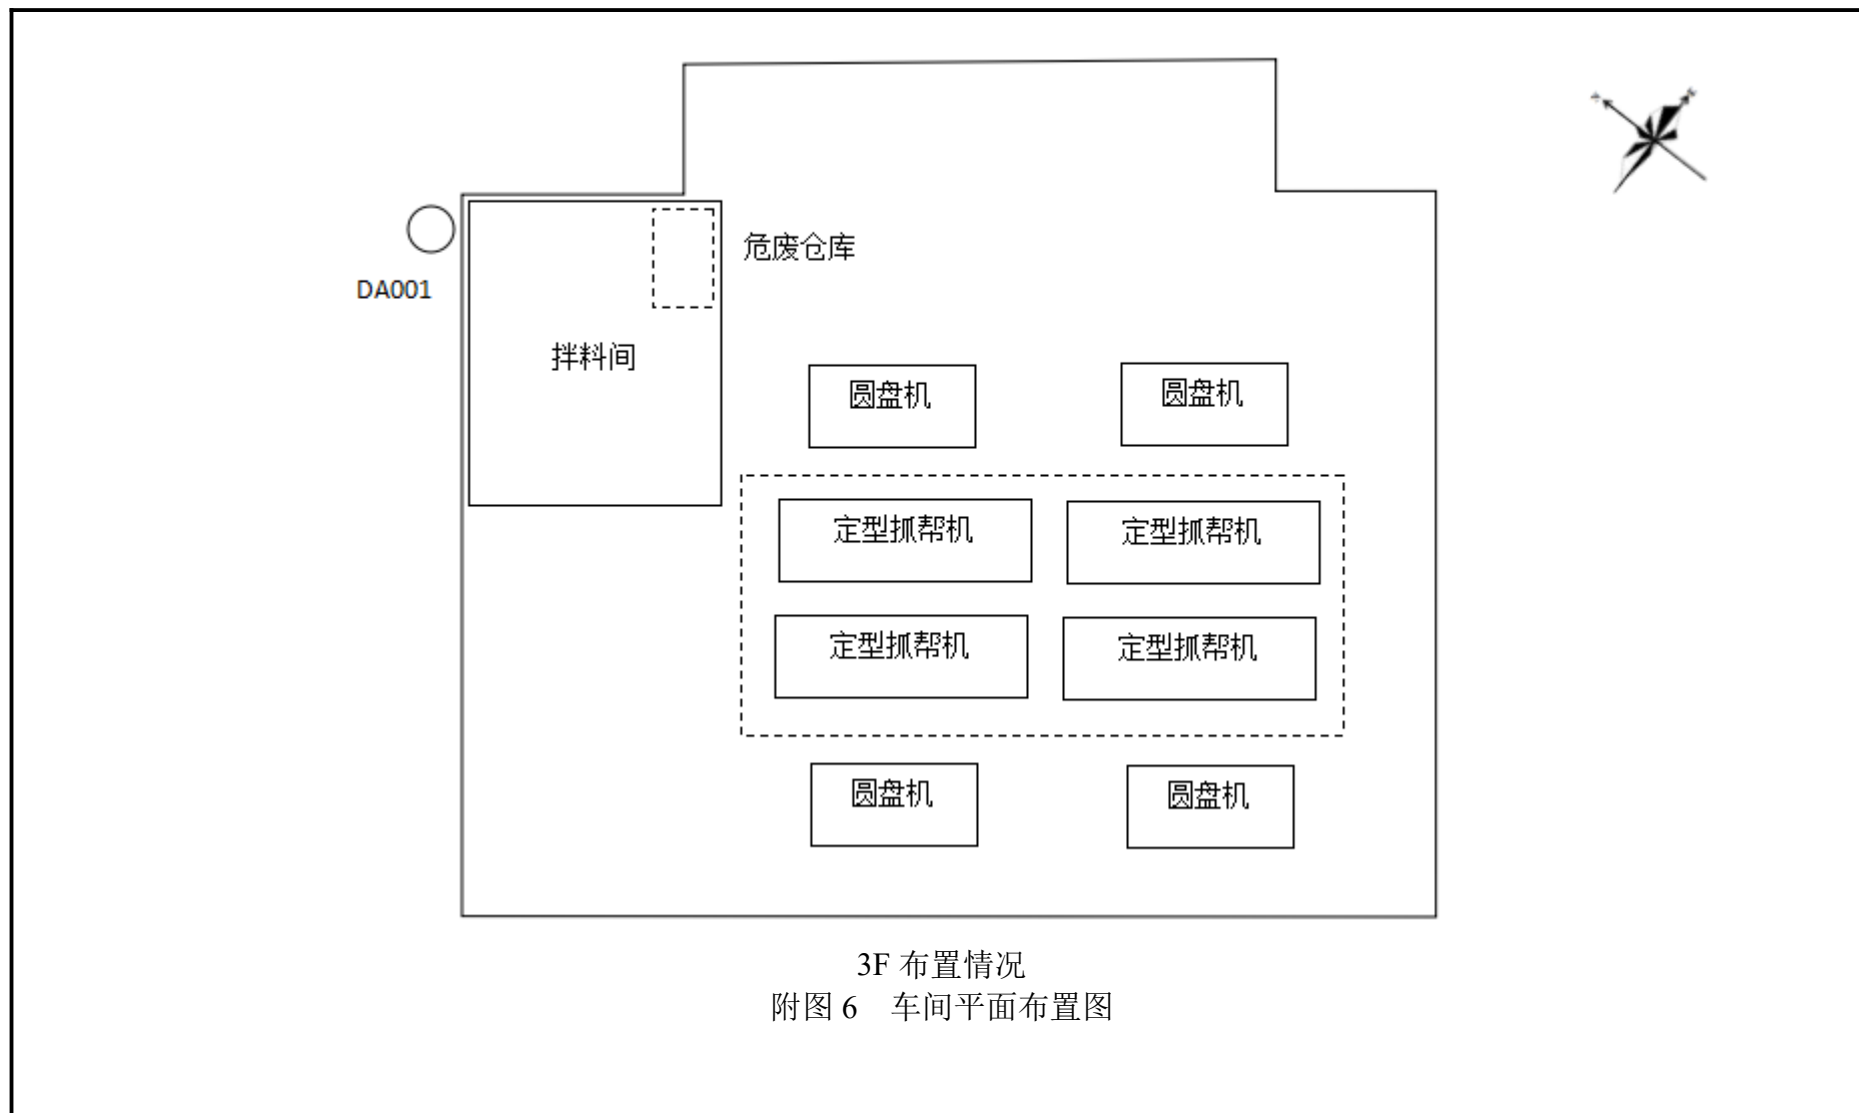 危废仓库
DA001
拌料间
圆盘机
圆盘机
定型抓帮机
定型抓帮机
定型抓帮机
定型抓帮机
圆盘机
圆盘机
3F 布置情况
附图 6 车间平面布置图